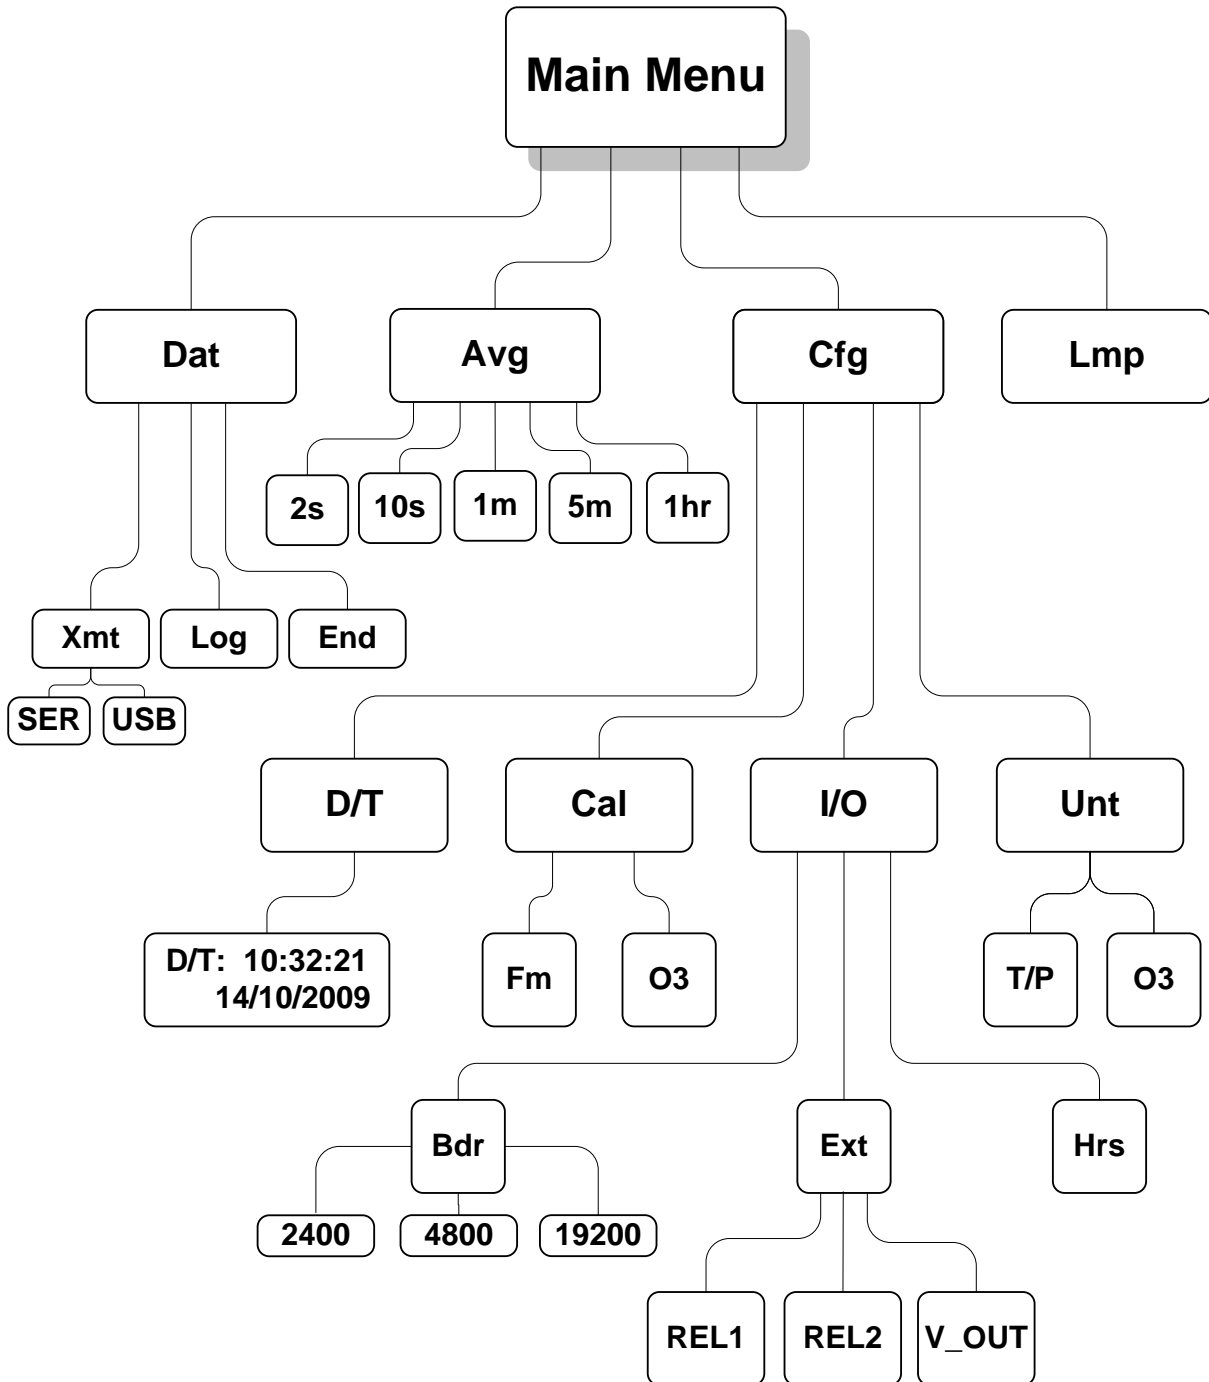 Main Menu
Dat
Avg
Cfg
Lmp
2s
10s
1m
5m
1hr
Xmt
Log
End
SER
USB
D/T
Cal
I/O
Unt
D/T: 10:32:21
14/10/2009
Fm
O3
T/P
O3
Bdr
Ext
Hrs
2400
4800
19200
REL1
REL2
V_OUT